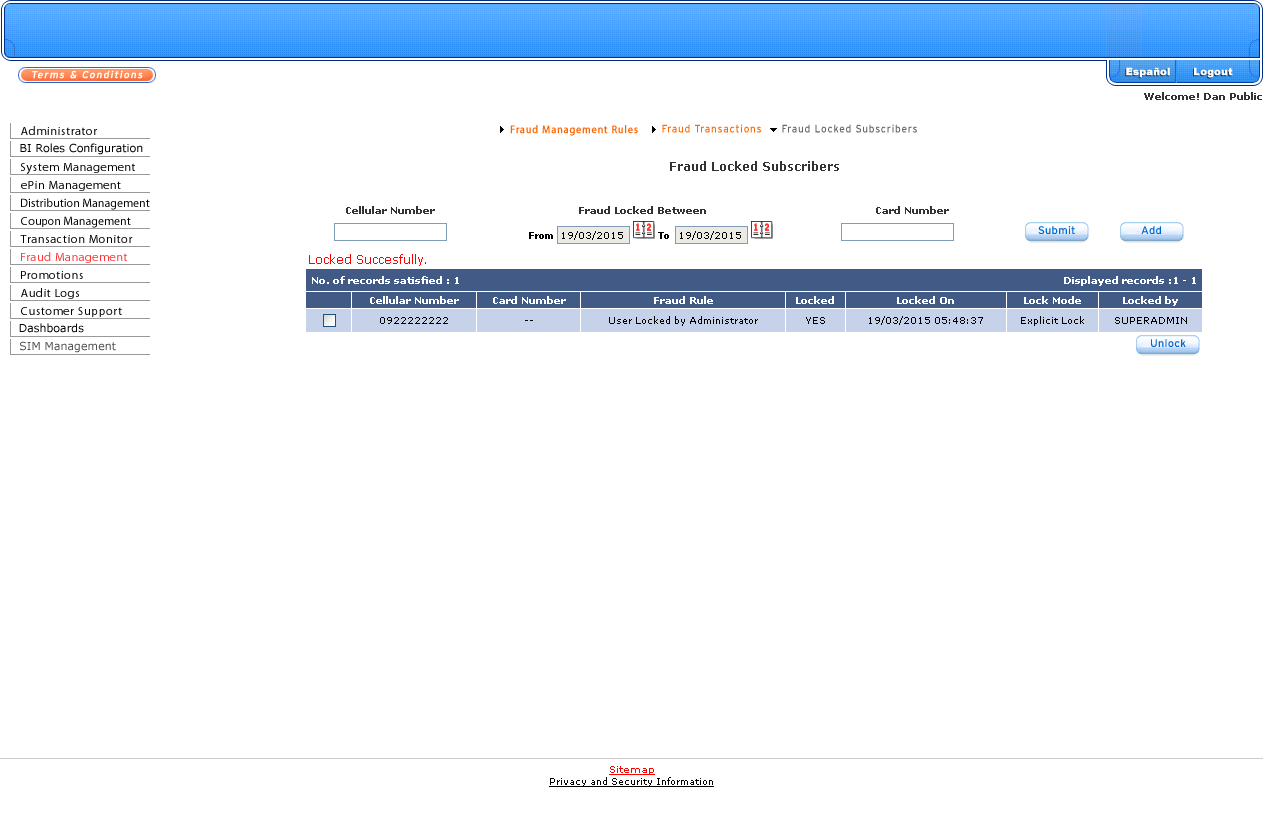 Terms & Conditions
Español Logout
Welcome! Dan Public
Administrator
BI Roles Configuration
System Management
ePin Management
Distribution Management
Coupon Management
Transaction Monitor
Fraud Management
Promotions
Audit Logs
Customer Support
Dashboards
SIM Management
Fraud Management Rules Fraud Transactions Fraud Locked Subscribers
Fraud Locked Subscribers
Cellular Number Fraud Locked Between Card Number
From 19/03/2015 12 To 19/03/2015 12 Submit Add
Locked Succesfully.
No. of records satisfied : 1 Displayed records :1 - 1
Cellular Number Card Number Fraud Rule Locked Locked On Lock Mode Locked by
0922222222 -- User Locked by Administrator YES 19/03/2015 05:48:37 Explicit Lock SUPERADMIN
Unlock
Sitemap
Privacy and Security Information